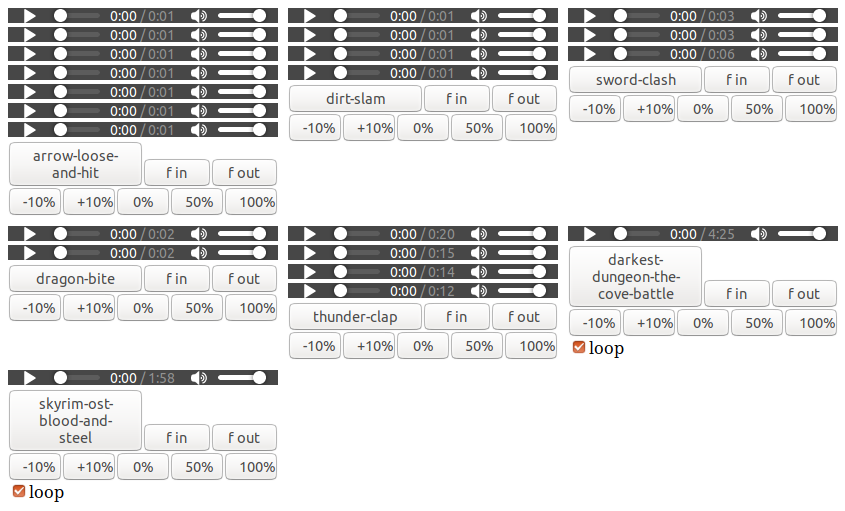 0:00 / 0:01
0:00 / 0:01
0:00 / 0:01
0:00 / 0:01
0:00 / 0:01
0:00 / 0:01
0:00 / 0:01
arrow-loose-
and-hit
f in f out
-10% +10% 0% 50% 100%
0:00 / 0:01
0:00 / 0:01
0:00 / 0:01
0:00 / 0:01
dirt-slam f in f out
-10% +10% 0% 50% 100%
0:00 / 0:03
0:00 / 0:03
0:00 / 0:06
sword-clash f in f out
-10% +10% 0% 50% 100%
0:00 / 0:02
0:00 / 0:02
dragon-bite f in f out
-10% +10% 0% 50% 100%
0:00 / 0:20
0:00 / 0:15
0:00 / 0:14
0:00 / 0:12
thunder-clap f in f out
-10% +10% 0% 50% 100%
0:00 / 4:25
darkest-
dungeon-the-
cove-battle
f in f out
-10% +10% 0% 50% 100%
loop
0:00 / 1:58
skyrim-ost-
blood-and-
steel
f in f out
-10% +10% 0% 50% 100%
loop